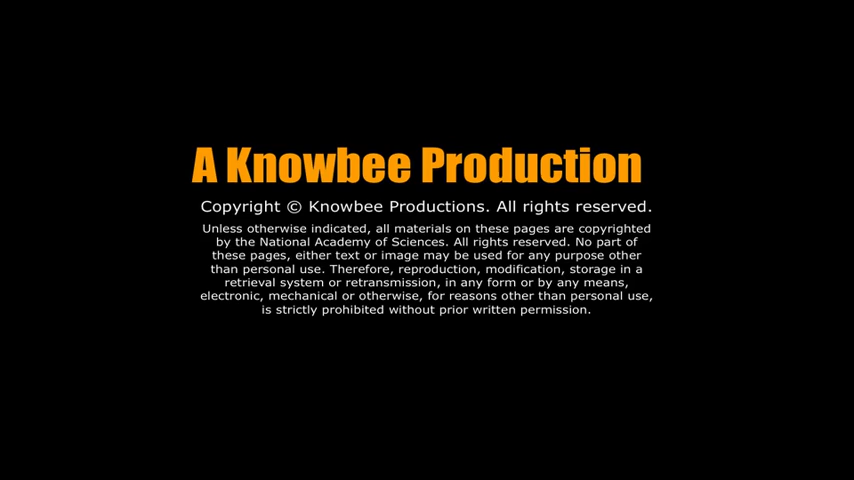 A Knowbee Production
Copyright © Knowbee Productions. All rights reserved.
Unless otherwise indicated, all materials on these pages are copyrighted
by the National Academy of Sciences. All rights reserved. No part of
these pages, either text or image may be used for any purpose other
than personal use. Therefore, reproduction, modification, storage in a
retrieval system or retransmission, in any form or by any means,
electronic, mechanical or otherwise, for reasons other than personal use,
is strictly prohibited without prior written permission.